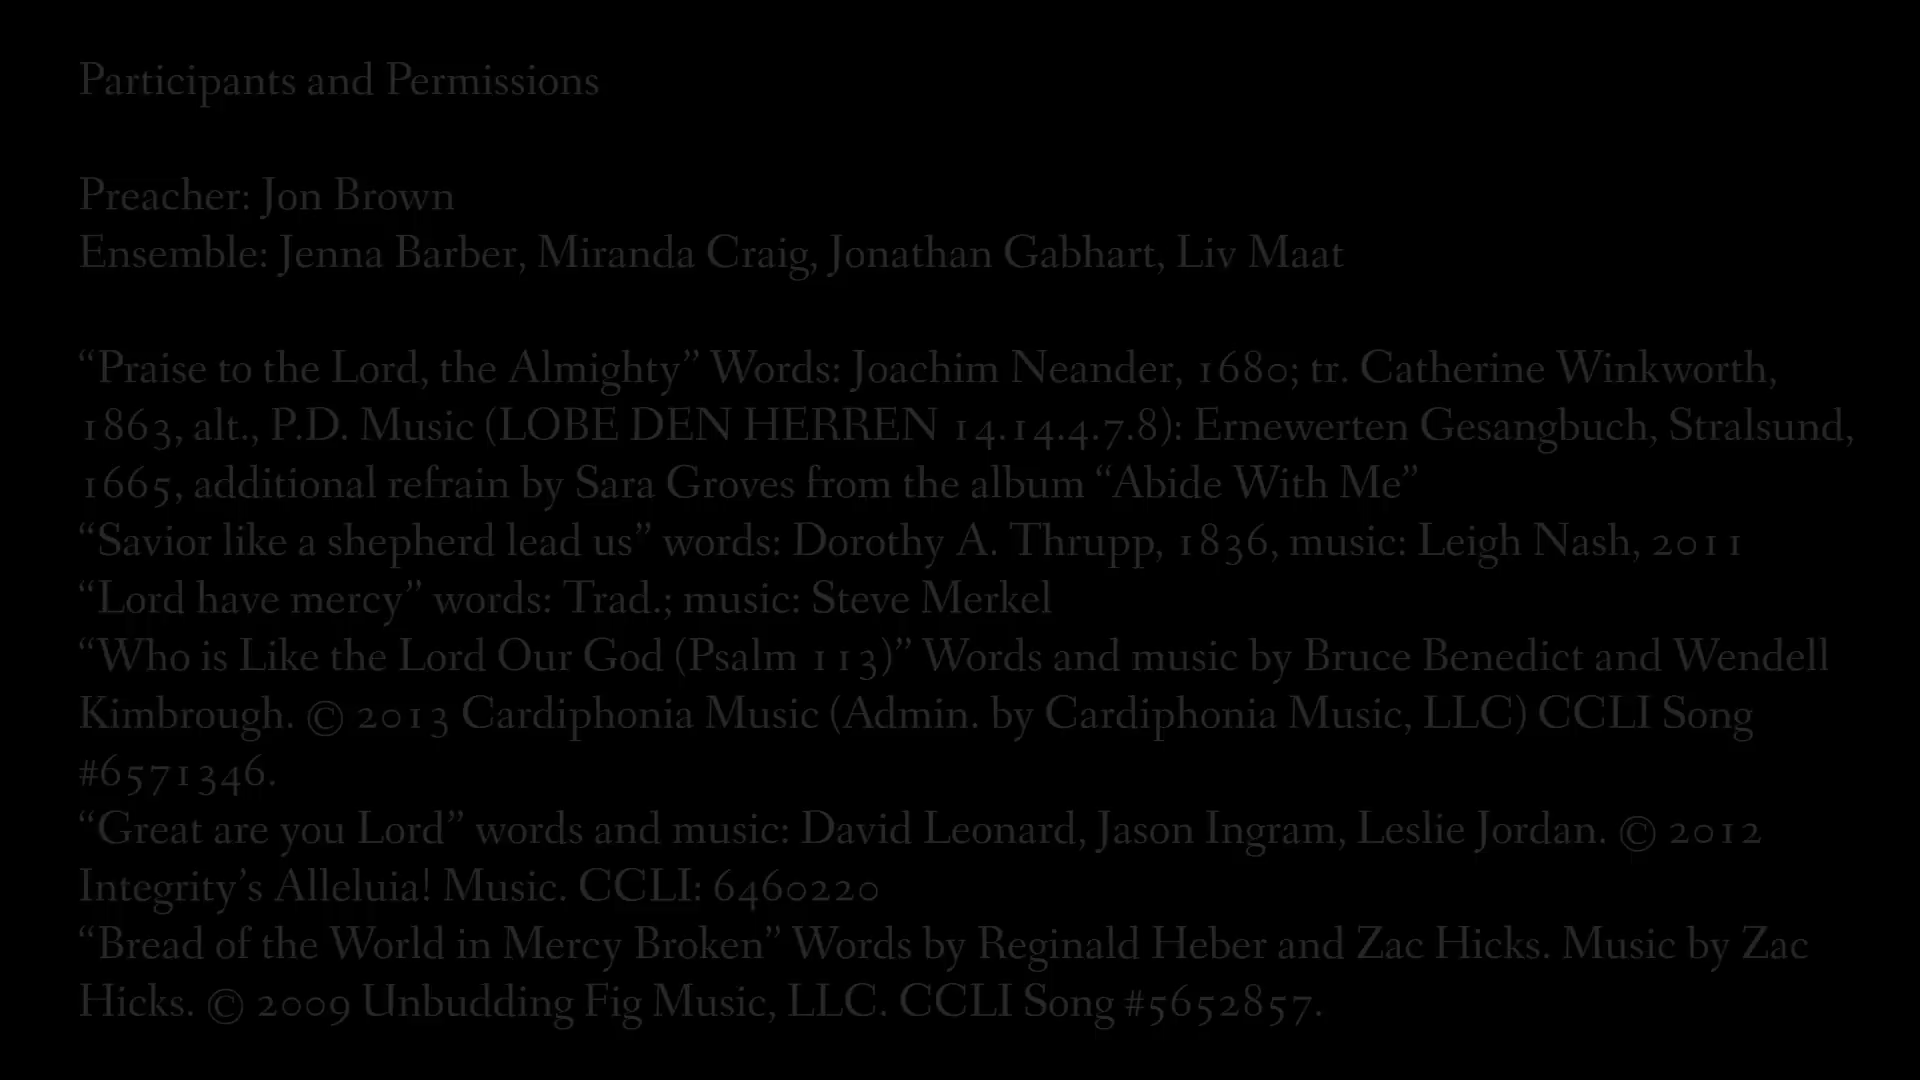 Participants and Permissions
Preacher: Jon Brown
Ensemble: Jenna Barber, Miranda Craig, Jonathan Gabhart, Liv Maat
“Praise to the Lord, the Almighty” Words: Joachim Neander, 1680; tr. Catherine Winkworth,
1863, alt., P.D. Music (LOBE DEN HERREN 14.14.4.7.8): Ernewerten Gesangbuch, Stralsund,
1665, additional refrain by Sara Groves from the album “Abide With Me”
“Savior like a shepherd lead us” words: Dorothy A. Thrupp, 1836, music: Leigh Nash, 2011
“Lord have mercy” words: Trad.; music: Steve Merkel
“Who is Like the Lord Our God (Psalm 113)” Words and music by Bruce Benedict and Wendell
Kimbrough. © 2013 Cardiphonia Music (Admin. by Cardiphonia Music, LLC) CCLI Song
#6571346.
“Great are you Lord” words and music: David Leonard, Jason Ingram, Leslie Jordan. © 2012
Integrity’s Alleluia! Music. CCLI: 6460220
“Bread of the World in Mercy Broken” Words by Reginald Heber and Zac Hicks. Music by Zac
Hicks. © 2009 Unbudding Fig Music, LLC. CCLI Song #5652857.